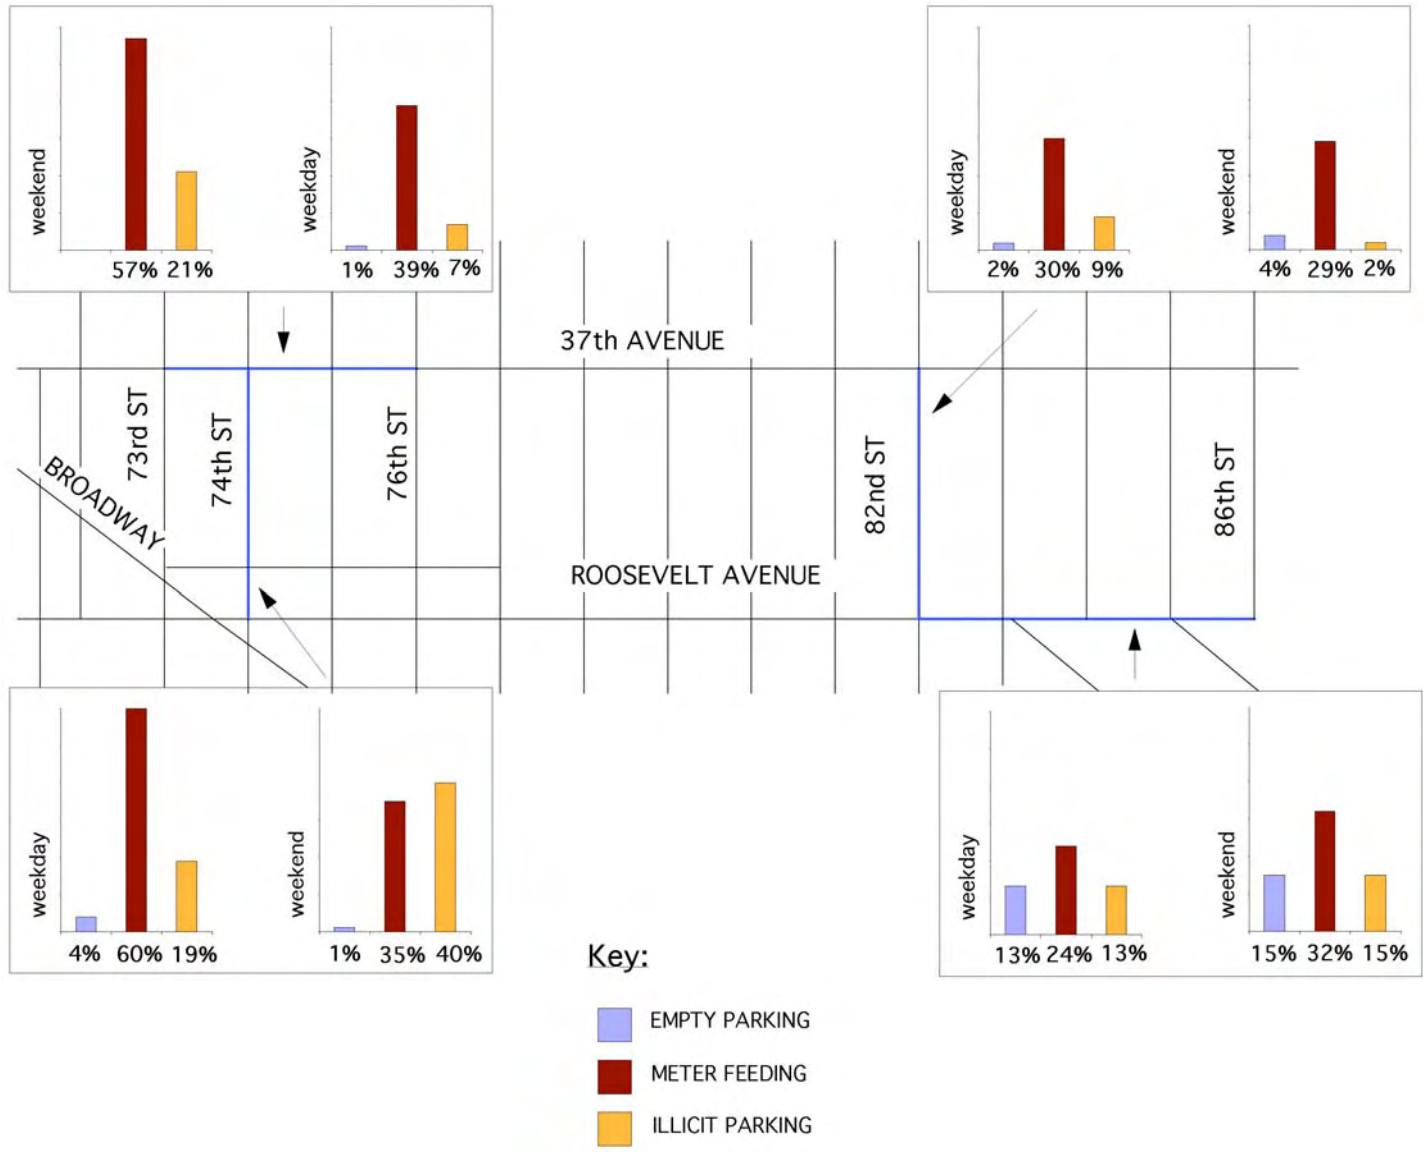 weekend
57% 21%
weekday
1% 39% 7%
weekday
2% 30% 9%
weekend
4% 29% 2%
37th AVENUE
73rd ST
74th ST
76th ST
82nd ST
86th ST
BROADWAY
ROOSEVELT AVENUE
weekday
4% 60% 19%
weekend
1% 35% 40%
weekday
13% 24% 13%
weekend
15% 32% 15%
Key:
EMPTY PARKING
METER FEEDING
ILLICIT PARKING